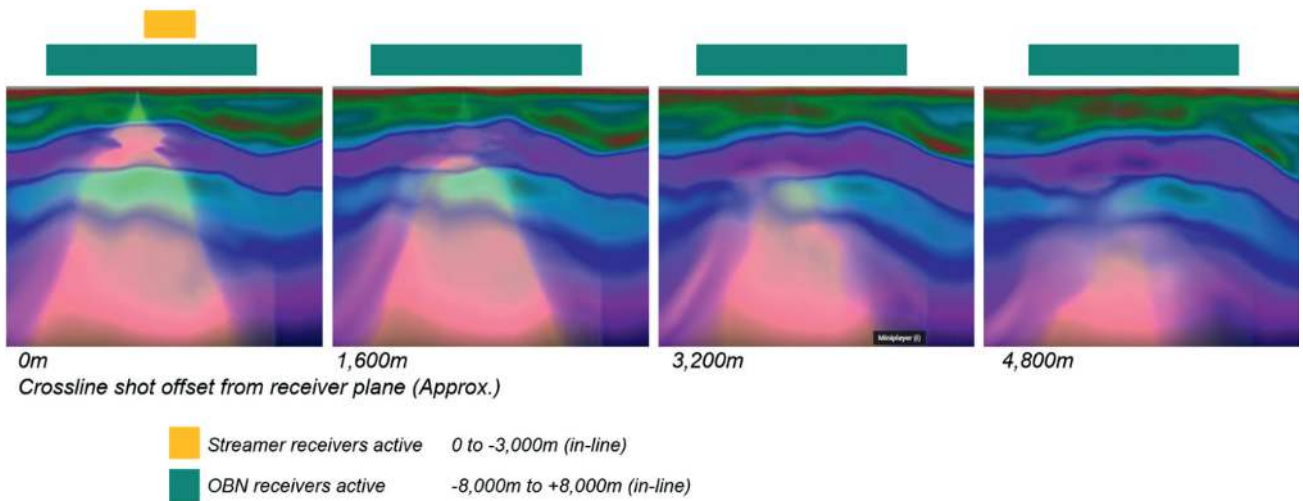 0m
1,600m
3,200m
4,800m
Miniplayer (i)
Crossline shot offset from receiver plane (Approx.)
Streamer receivers active 0 to -3,000m (in-line)
OBN receivers active -8,000m to +8,000m (in-line)